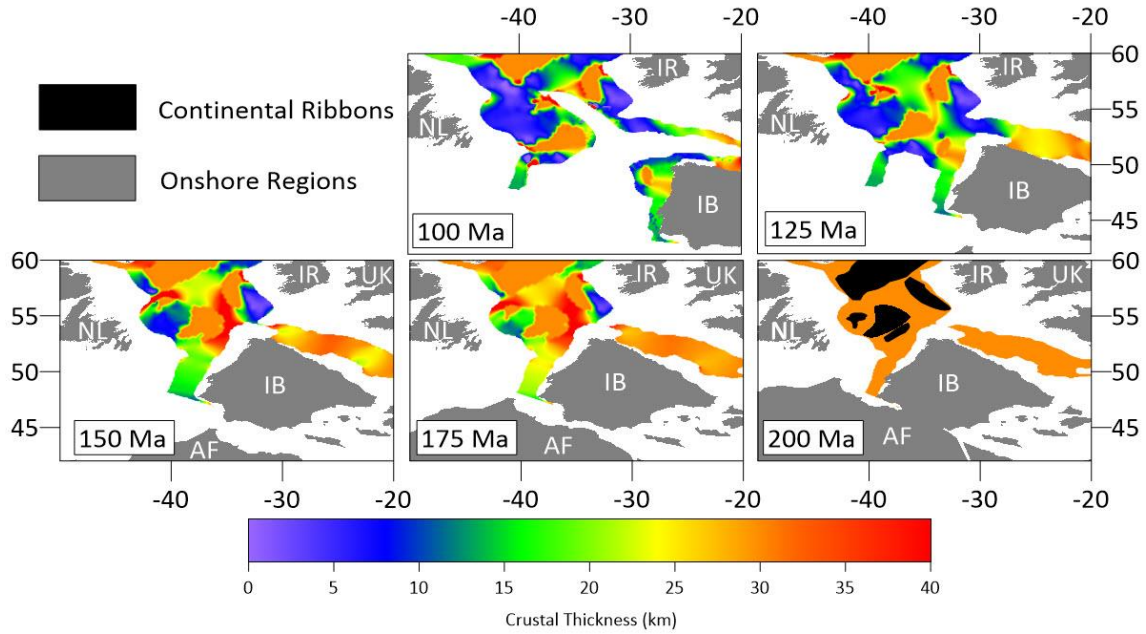 -40 -30 -20 -40 -30 -20
Continental Ribbons
Onshore Regions
NL IR IB 100 Ma
NL IR IB 125 Ma
60 55 50 45
60 55 50 45
NL IR UK IB AF 150 Ma
NL IR UK IB AF 175 Ma
NL IR UK IB AF 200 Ma
60 55 50 45
-40 -30 -20 -40 -30 -20 -40 -30 -20
0 5 10 15 20 25 30 35 40
Crustal Thickness (km)